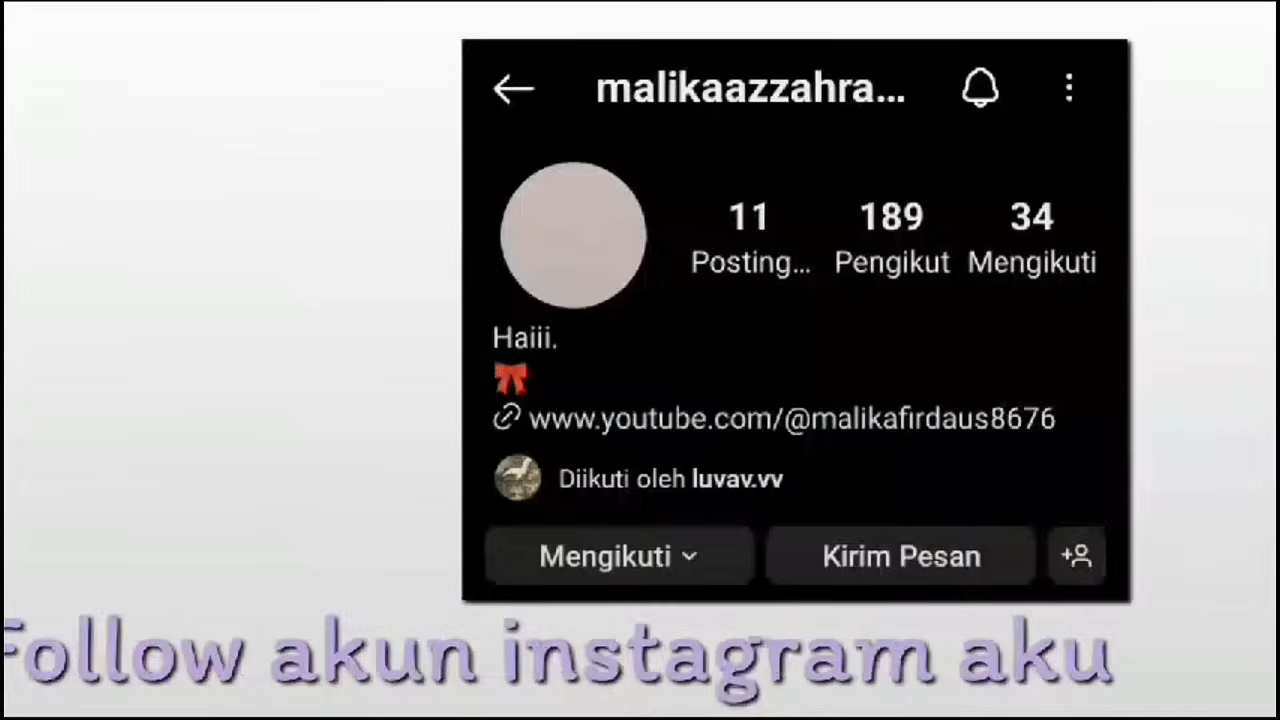 malikaazzahra...
11 189 34
Posting... Pengikut Mengikuti
Haiii.
www.youtube.com/@malikafirdaus8676
Diikuti oleh luvav.vv
Mengikuti Kirim Pesan
Follow akun instagram aku